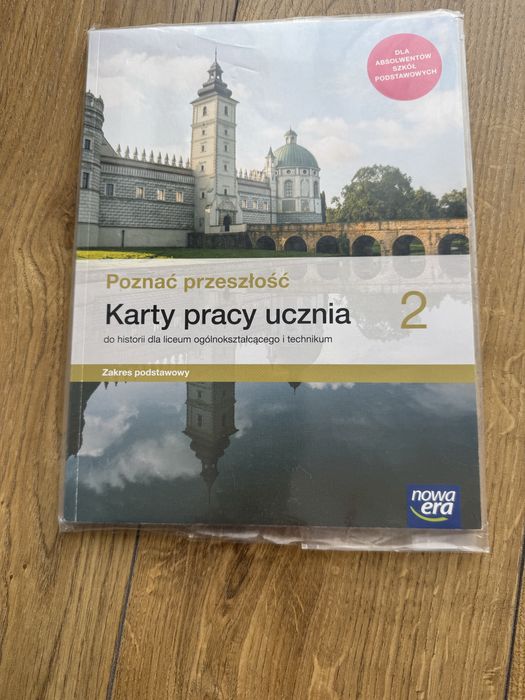 DLA
ABSOLWENTÓW
SZKÓŁ
PODSTAWOWYCH
Poznać przeszłość
Karty pracy ucznia 2
do historii dla liceum ogólnokształcącego i technikum
Zakres podstawowy
nowa
era